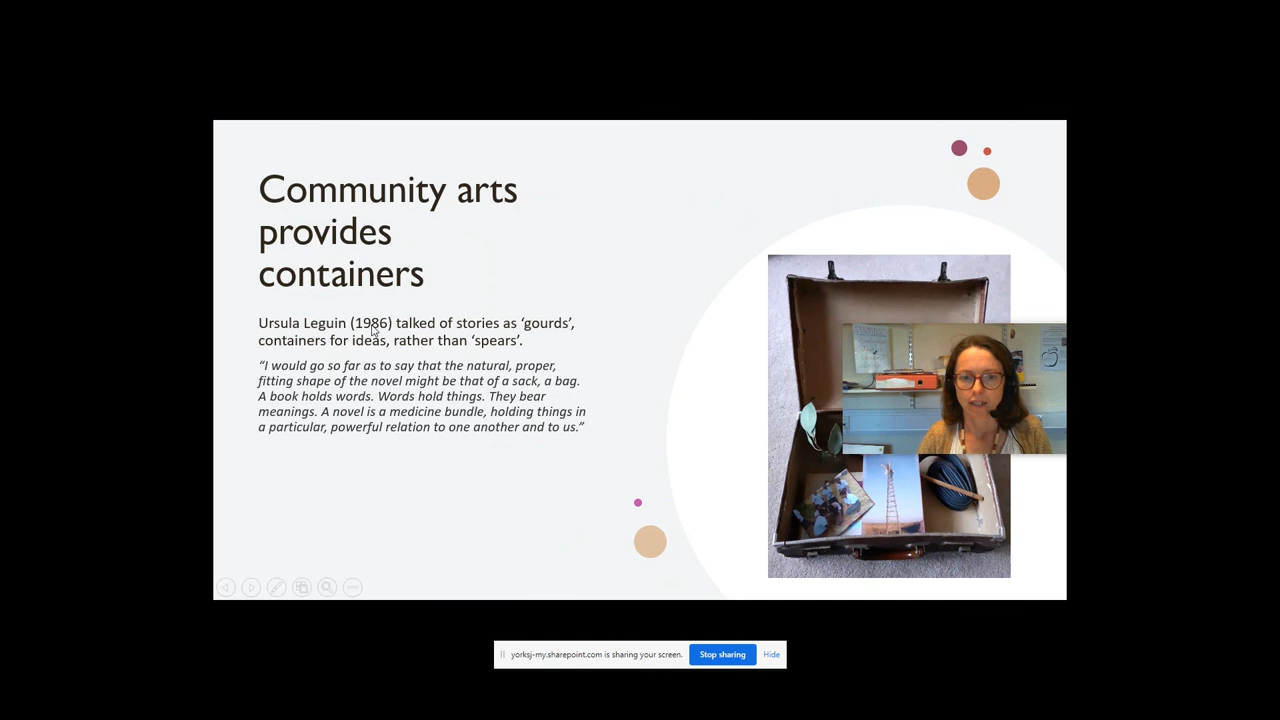 Community arts
provides
containers
Ursula Leguin (1986) talked of stories as ‘gourds’,
containers for ideas, rather than ‘spears’.
“I would go so far as to say that the natural, proper,
fitting shape of the novel might be that of a sack, a bag.
A book holds words. Words hold things. They bear
meanings. A novel is a medicine bundle, holding things in
a particular, powerful relation to one another and to us.”
yorksj-my.sharepoint.com is sharing your screen.
Stop sharing
Hide